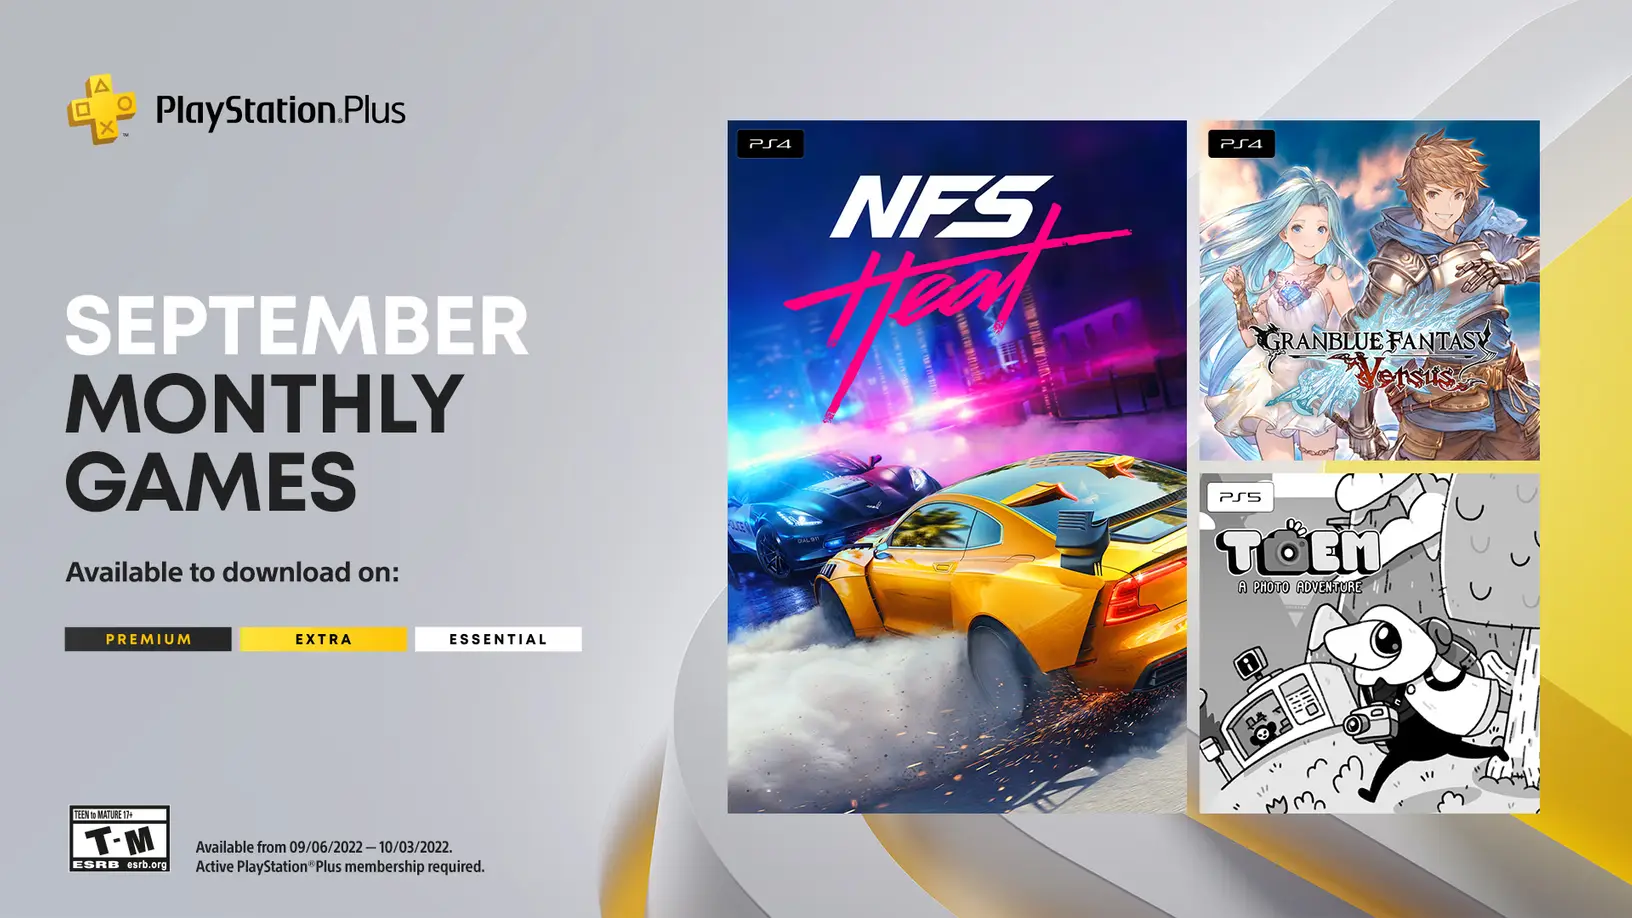 PlayStation®Plus
SEPTEMBER
MONTHLY
GAMES
Available to download on:
PREMIUM
EXTRA
ESSENTIAL
TEEN to MATURE 17+
T-M
ESRB esrb.org
Available from 09/06/2022 – 10/03/2022.
Active PlayStation®Plus membership required.
PS4
NFS
Heat
PS4
GRANBLUE FANTASY
Versus
PS5
TOEM
A PHOTO ADVENTURE